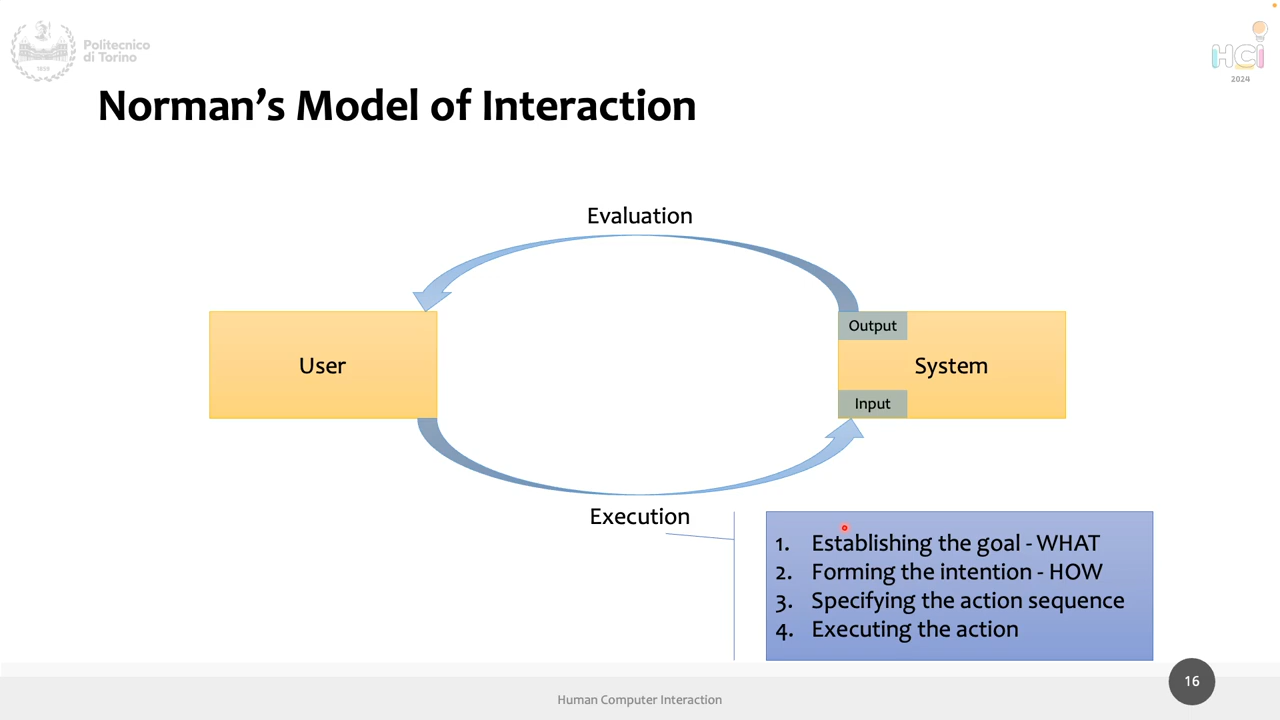 Politecnico
di Torino
1859
HCI
2024
Norman's Model of Interaction
Evaluation
Output
User
System
Input
Execution
1. Establishing the goal - WHAT
2. Forming the intention - HOW
3. Specifying the action sequence
4. Executing the action
16
Human Computer Interaction